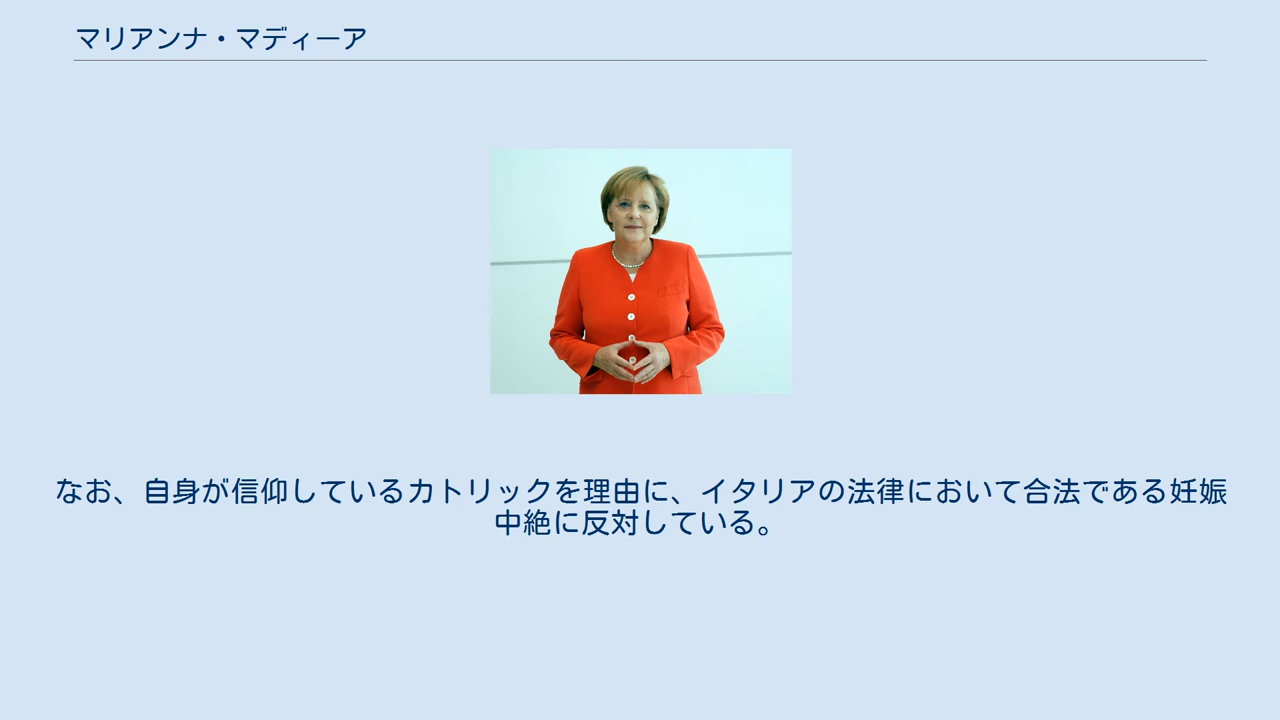 マリアンナ・マディーア
なお、自身が信仰しているカトリックを理由に、イタリアの法律において合法である妊娠
中絶に反対している。